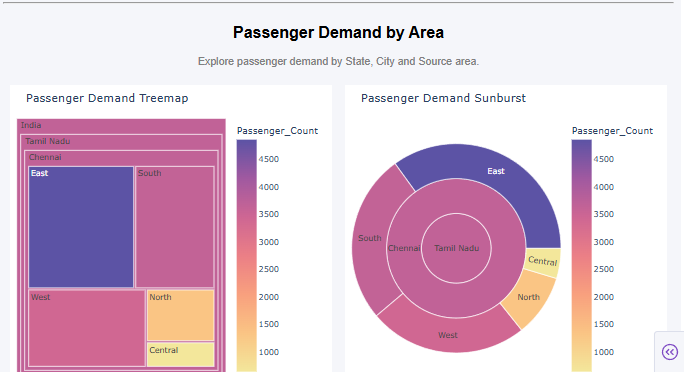 Passenger Demand by Area
Explore passenger demand by State, City and Source area.
Passenger Demand Treemap
India
Tamil Nadu
Chennai
East
South
West
North
Central
Passenger_Count
4500
4000
3500
3000
2500
2000
1500
1000
Passenger Demand Sunburst
East
South
Chennai
Tamil Nadu
Central
North
West
Passenger_Count
4500
4000
3500
3000
2500
2000
1500
1000